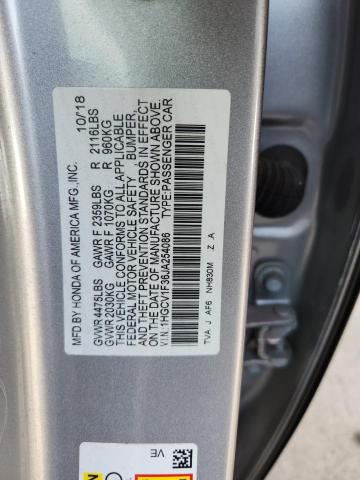 MFD BY HONDA OF AMERICA MFG.,INC. 10/18
GVWR 4475LBS GAWR F 2359LBS R 2116LBS
GVWR 2030KG GAWR F 1070KG R 960KG
THIS VEHICLE CONFORMS TO ALL APPLICABLE
FEDERAL MOTOR VEHICLE SAFETY BUMPER,
AND THEFT PREVENTION STANDARDS IN EFFECT
ON THE DATE OF MANUFACTURE SHOWN ABOVE.
V.I.N.:1HGCV1F36JA254086 TYPE:PASSENGER CAR
TVA J AF6 NH830M Z A
VE